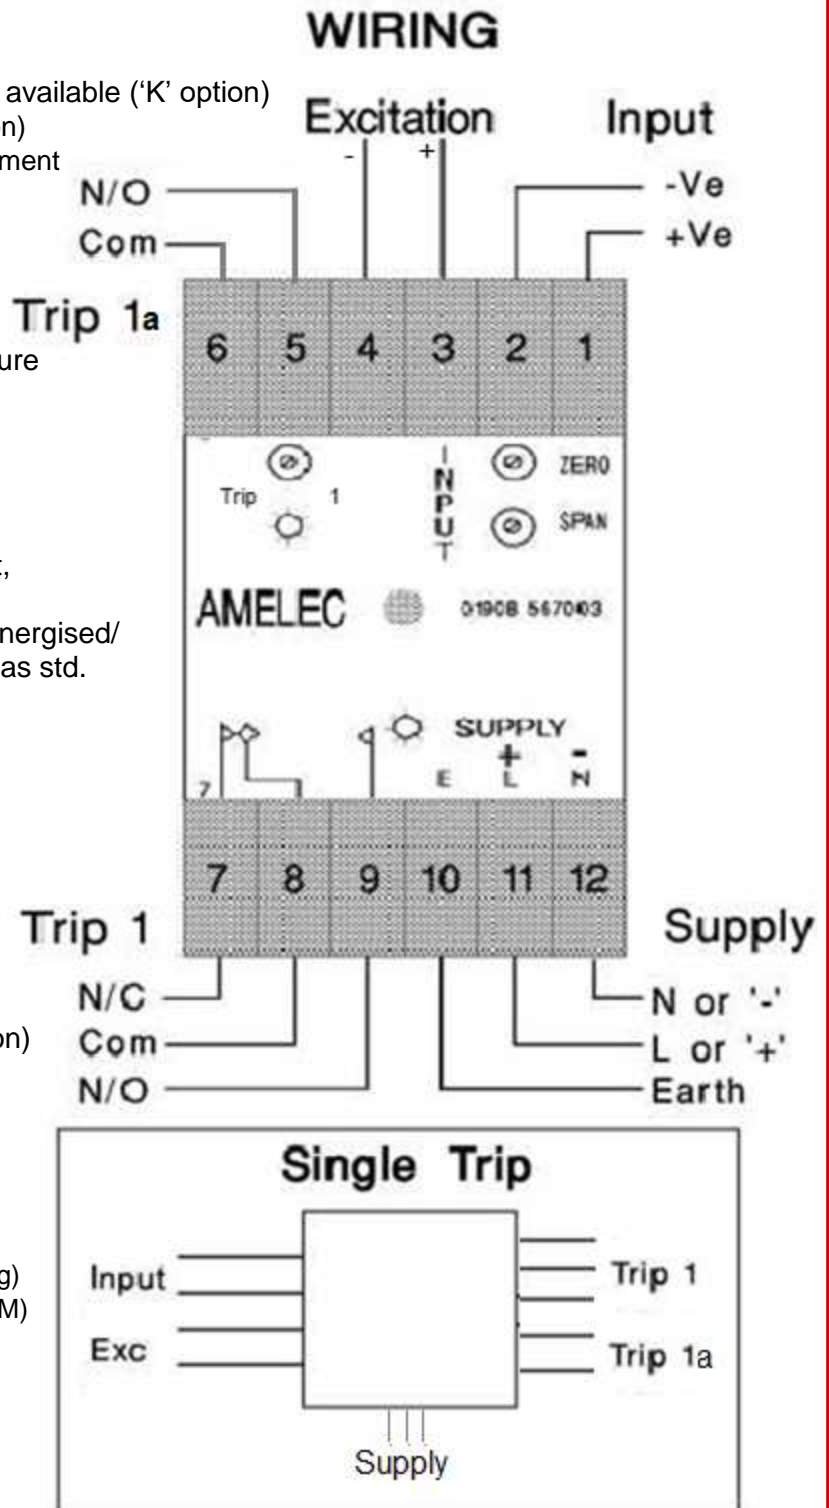 WIRING
available (‘K’ option)
on)
ment
Excitation
Input
-
+
N/O
Com
-Ve
+Ve
Trip 1a
ure
6 5 4 3 2 1
INPUT
ZERO
Trip 1
SPAN
t,
AMELEC
01908 567003
nergised/
as std.
SUPPLY
+ -
7
E L N
7 8 9 10 11 12
Trip 1
Supply
N/C
N or '-'
on)
Com
L or '+'
N/O
Earth
Single Trip
g)
Input
Trip 1
M)
Exc
Trip 1a
Supply